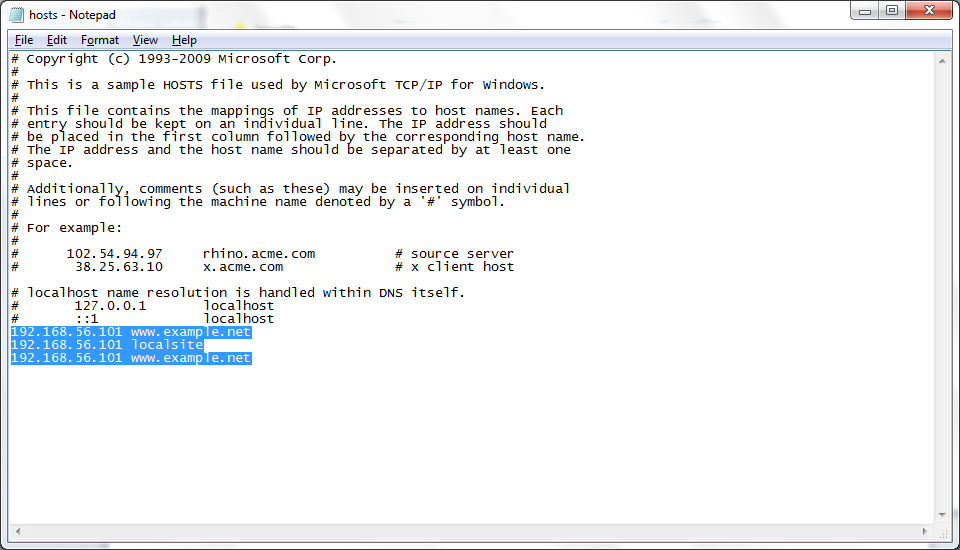 hosts - Notepad
File Edit Format View Help
# Copyright (c) 1993-2009 Microsoft Corp.
#
# This is a sample HOSTS file used by Microsoft TCP/IP for Windows.
#
# This file contains the mappings of IP addresses to host names. Each
# entry should be kept on an individual line. The IP address should
# be placed in the first column followed by the corresponding host name.
# The IP address and the host name should be separated by at least one
# space.
#
# Additionally, comments (such as these) may be inserted on individual
# lines or following the machine name denoted by a '#' symbol.
#
# For example:
#
#      102.54.94.97     rhino.acme.com          # source server
#       38.25.63.10     x.acme.com              # x client host

# localhost name resolution is handled within DNS itself.
#       127.0.0.1       localhost
#       ::1             localhost
192.168.56.101 www.example.net
192.168.56.101 localsite
192.168.56.101 www.example.net